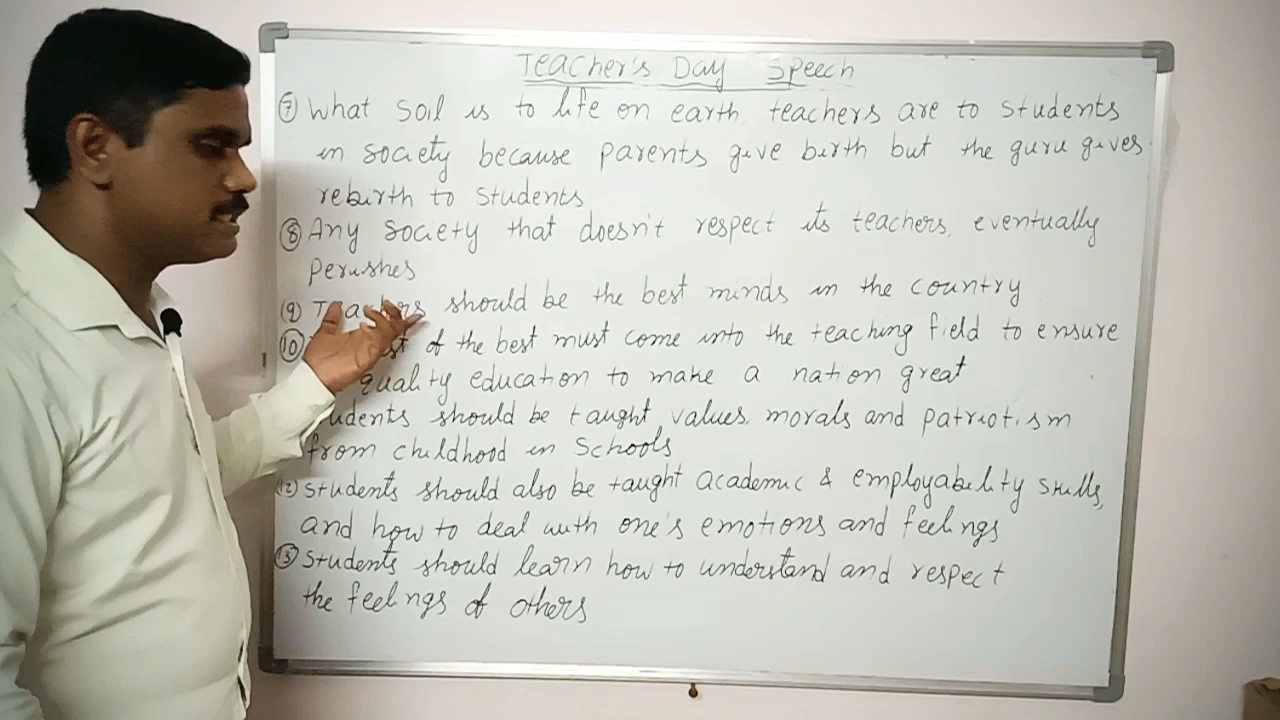 Teacher's Day Speech
⑦ What soil is to life on earth, teachers are to students
in society because parents give birth but the guru gives
rebirth to students
⑧ Any society that doesn't respect its teachers, eventually
perishes
⑨ Teachers should be the best minds in the country
⑩ of the best must come into the teaching field to ensure
quality education to make a nation great
students should be taught values, morals and patriotism
from childhood in schools
⑫ students should also be taught academic & employability skills,
and how to deal with one's emotions and feelings
⑬ students should learn how to understand and respect
the feelings of others